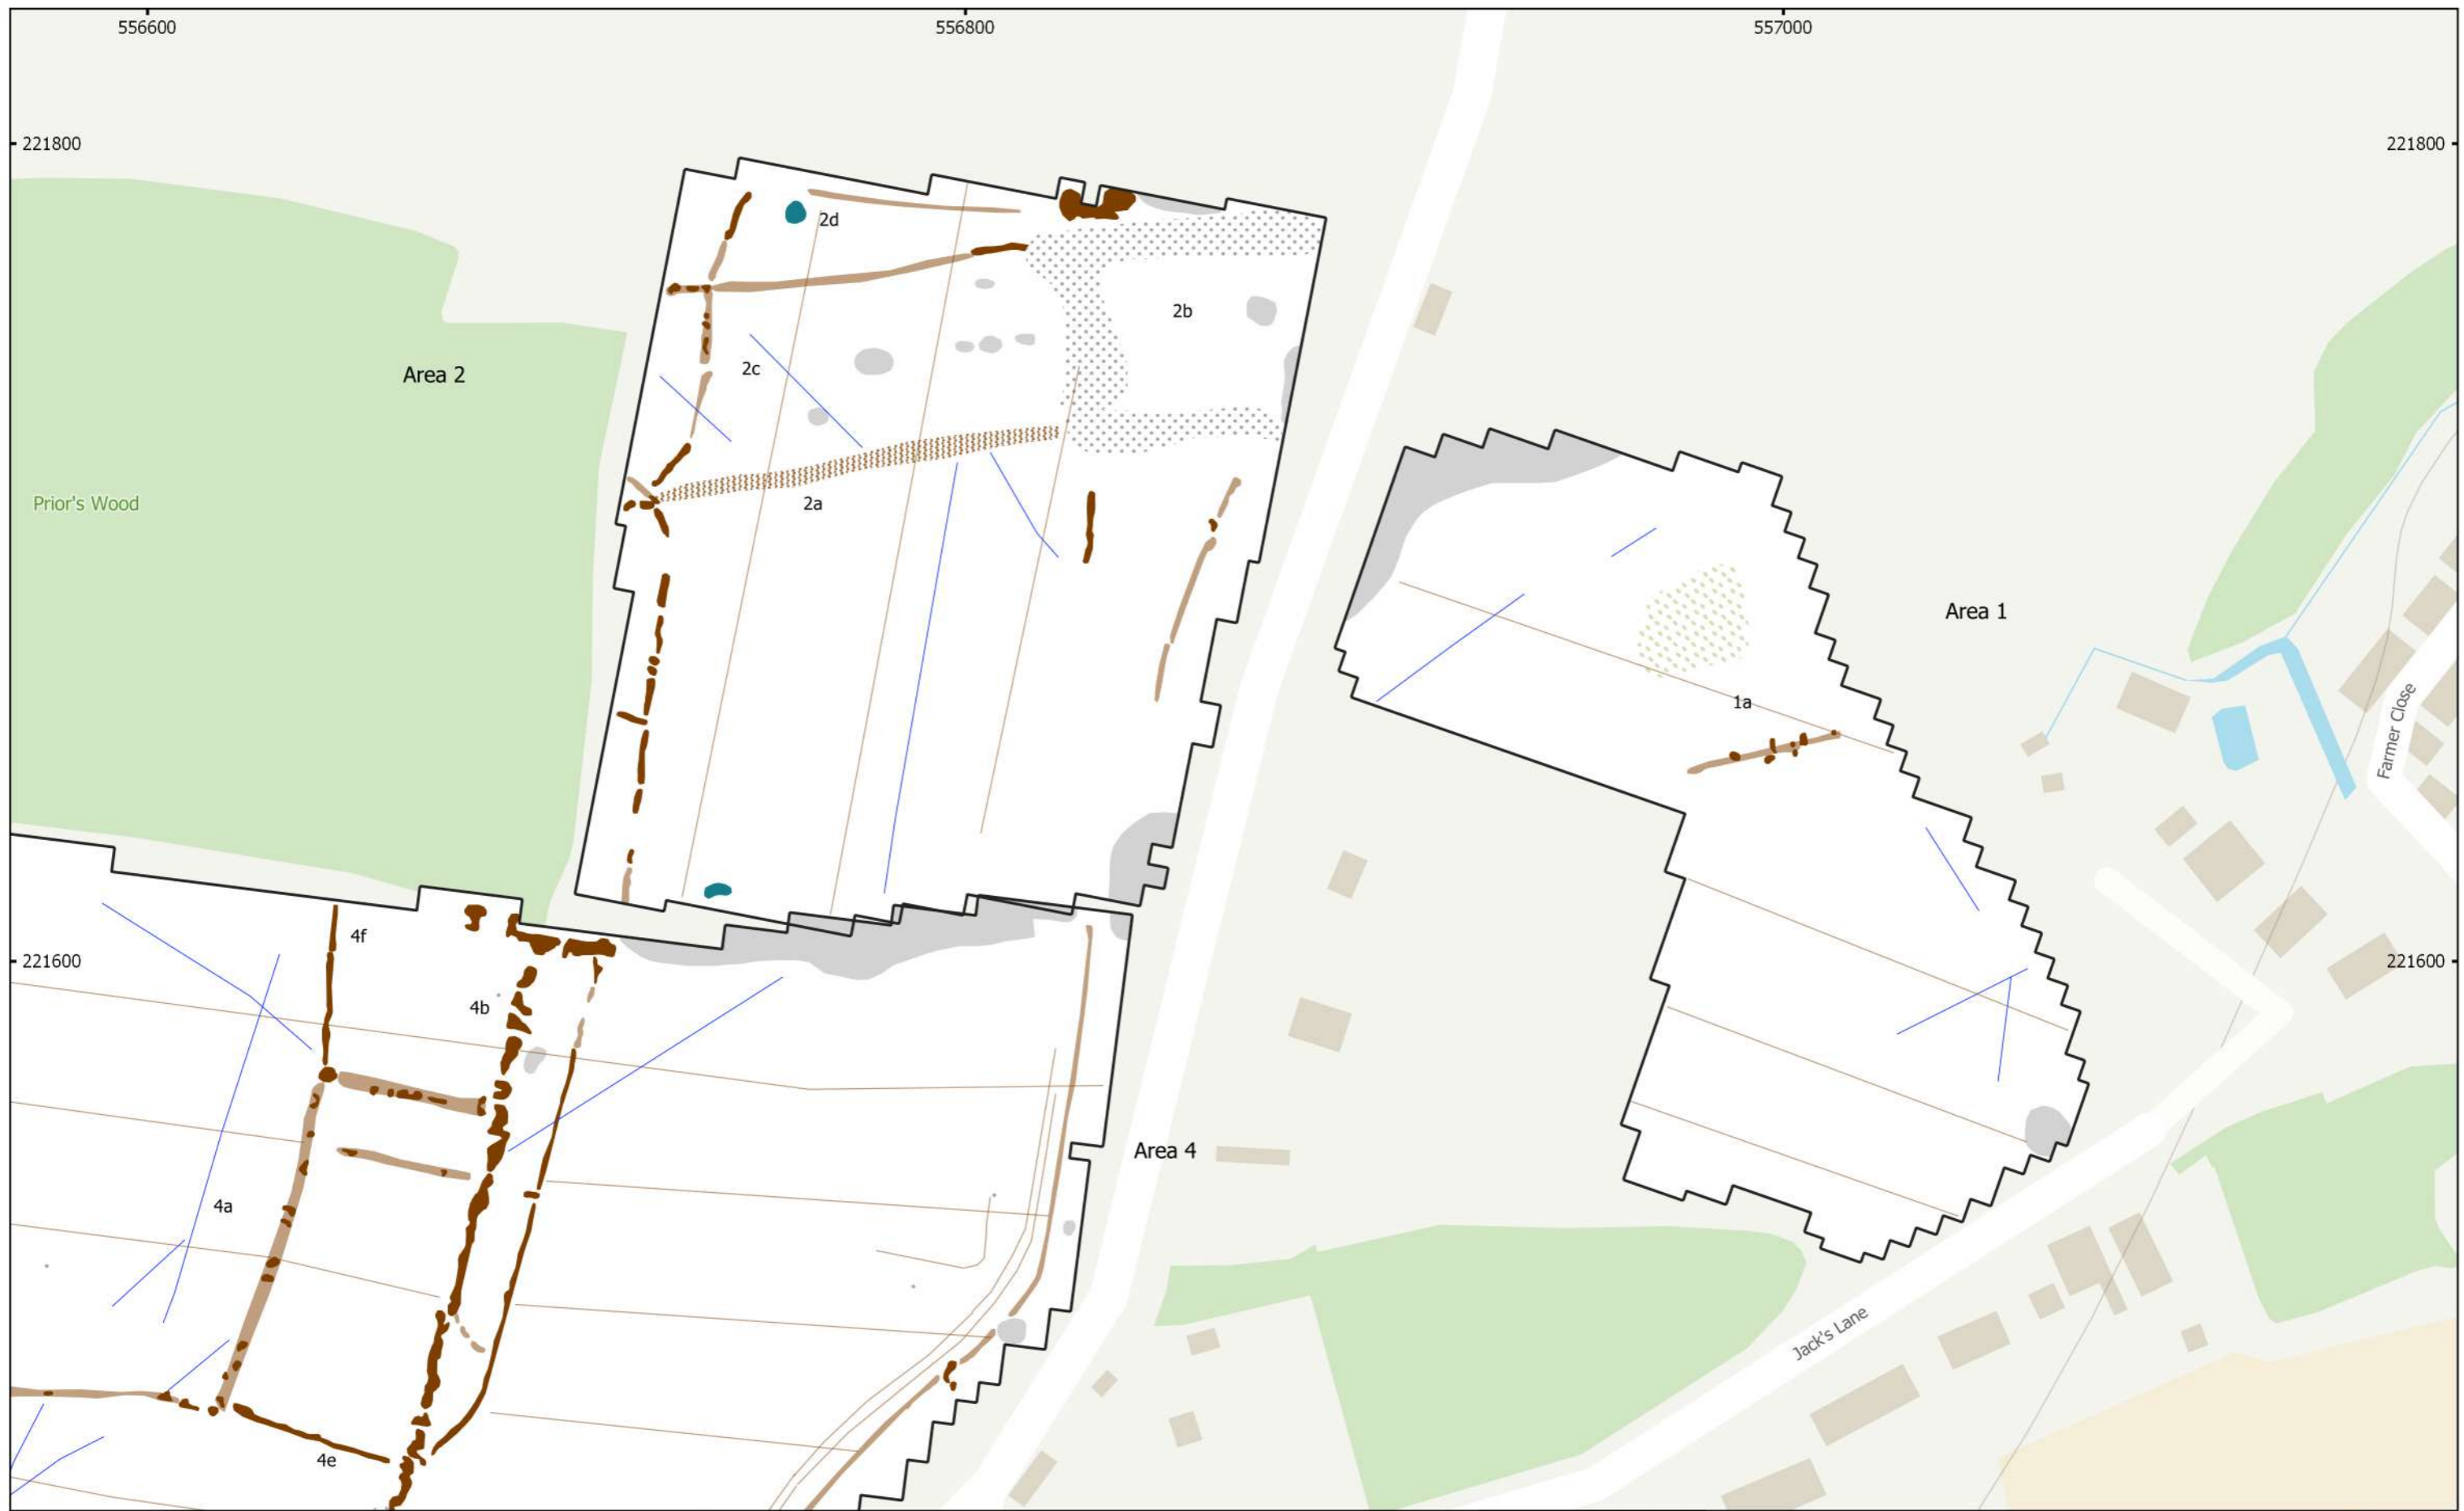 556600
556800
557000
221800
221800
2d
2b
2c
Area 2
Prior's Wood
2a
Area 1
1a
Farmer Close
4f
221600
221600
4b
Area 4
4a
Jack's Lane
4e